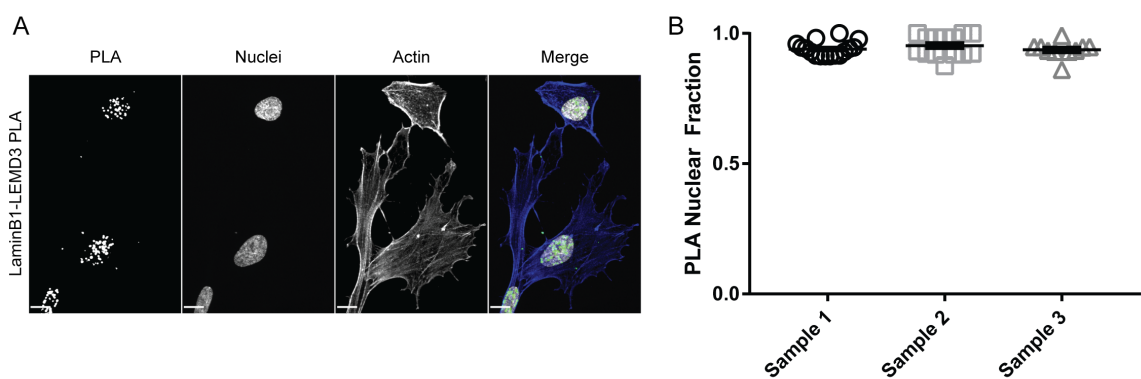 A
PLA
Nuclei
Actin
Merge
LaminB1-LEMD3 PLA
B
PLA Nuclear Fraction
1.0
0.5
0.0
Sample 1
Sample 2
Sample 3